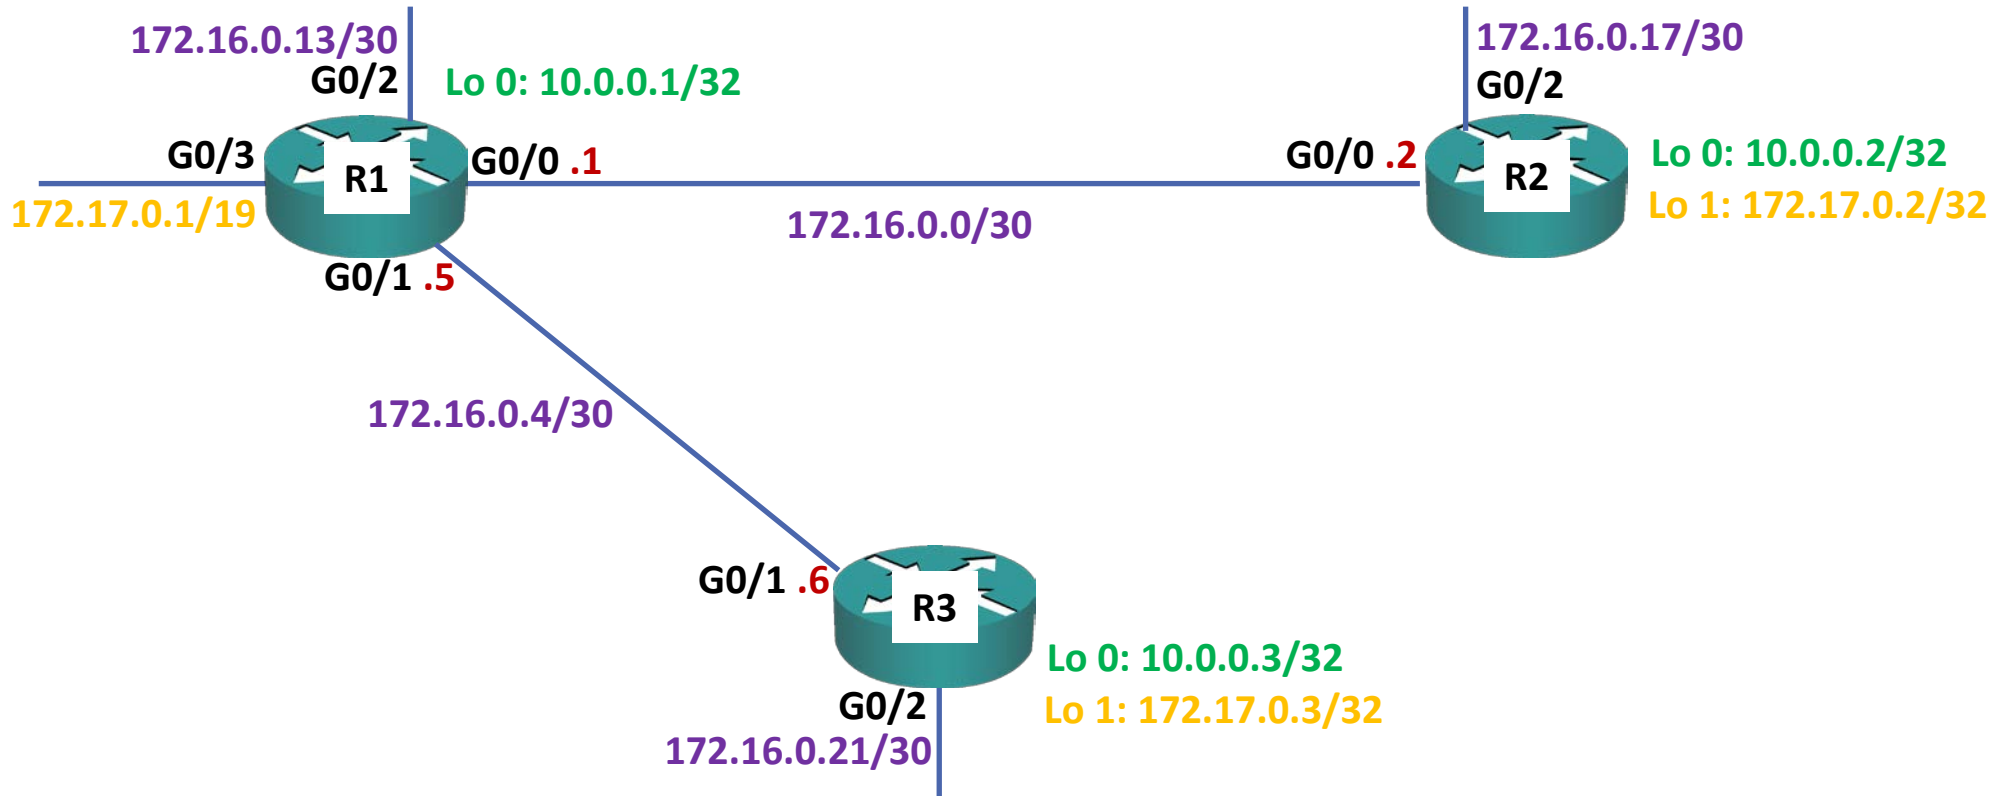 172.16.0.13/30
G0/2
Lo 0: 10.0.0.1/32
G0/3
R1
G0/0 .1
172.17.0.1/19
G0/1 .5
172.16.0.0/30
172.16.0.17/30
G0/2
G0/0 .2
R2
Lo 0: 10.0.0.2/32
Lo 1: 172.17.0.2/32
172.16.0.4/30
G0/1 .6
R3
Lo 0: 10.0.0.3/32
Lo 1: 172.17.0.3/32
G0/2
172.16.0.21/30